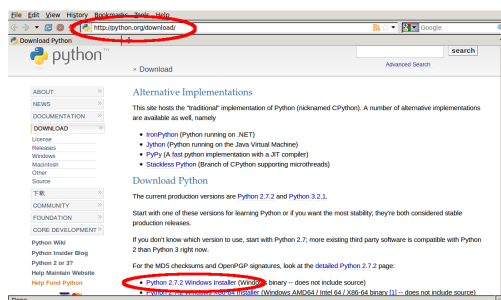 File Edit View History Bookmarks Tools Help
http://python.org/download/
Google
Download Python
python™
search
» Download
Advanced Search
ABOUT
NEWS
DOCUMENTATION
DOWNLOAD
License
Releases
Windows
Macintosh
Other
Source
下载
COMMUNITY
FOUNDATION
CORE DEVELOPMENT
Python Wiki
Python Insider Blog
Python 2 or 3?
Help Maintain Website
Help Fund Python
Alternative Implementations
This site hosts the "traditional" implementation of Python (nicknamed CPython). A number of alternative implementations
are available as well, namely
• IronPython (Python running on .NET)
• Jython (Python running on the Java Virtual Machine)
• PyPy (A fast python implementation with a JIT compiler)
• Stackless Python (Branch of CPython supporting microthreads)
Download Python
The current production versions are Python 2.7.2 and Python 3.2.1.
Start with one of these versions for learning Python or if you want the most stability; they're both considered stable
production releases.
If you don't know which version to use, start with Python 2.7; more existing third party software is compatible with Python
2 than Python 3 right now.
For the MD5 checksums and OpenPGP signatures, look at the detailed Python 2.7.2 page:
• Python 2.7.2 Windows Installer (Windows binary -- does not include source)
• Python 2.7.2 Windows X86-64 Installer (Windows AMD64 / Intel 64 / X86-64 binary [1] -- does not include source)
Done